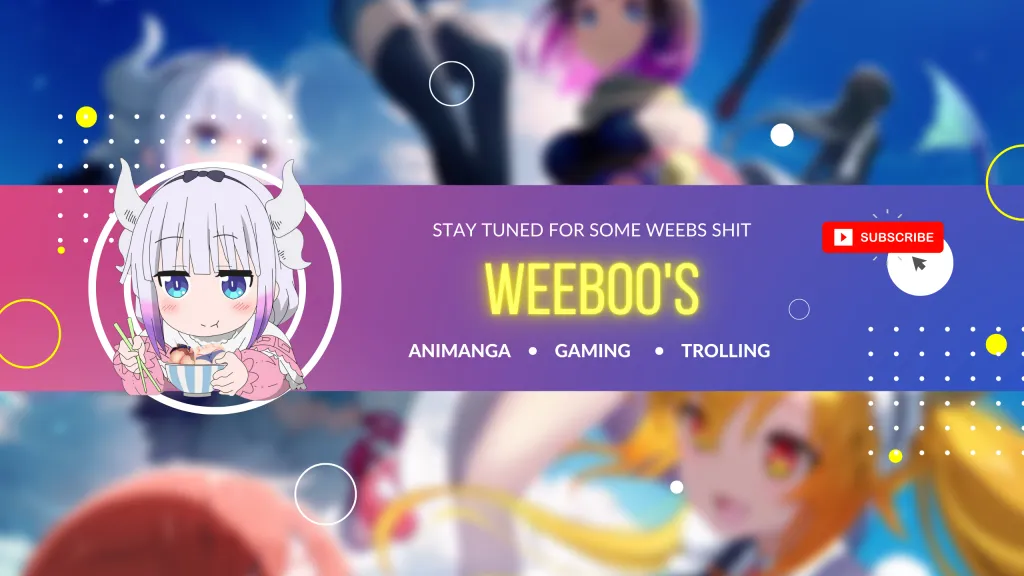 STAY TUNED FOR SOME WEEBS SHIT
WEEBOO'S
SUBSCRIBE
ANIMANGA • GAMING • TROLLING